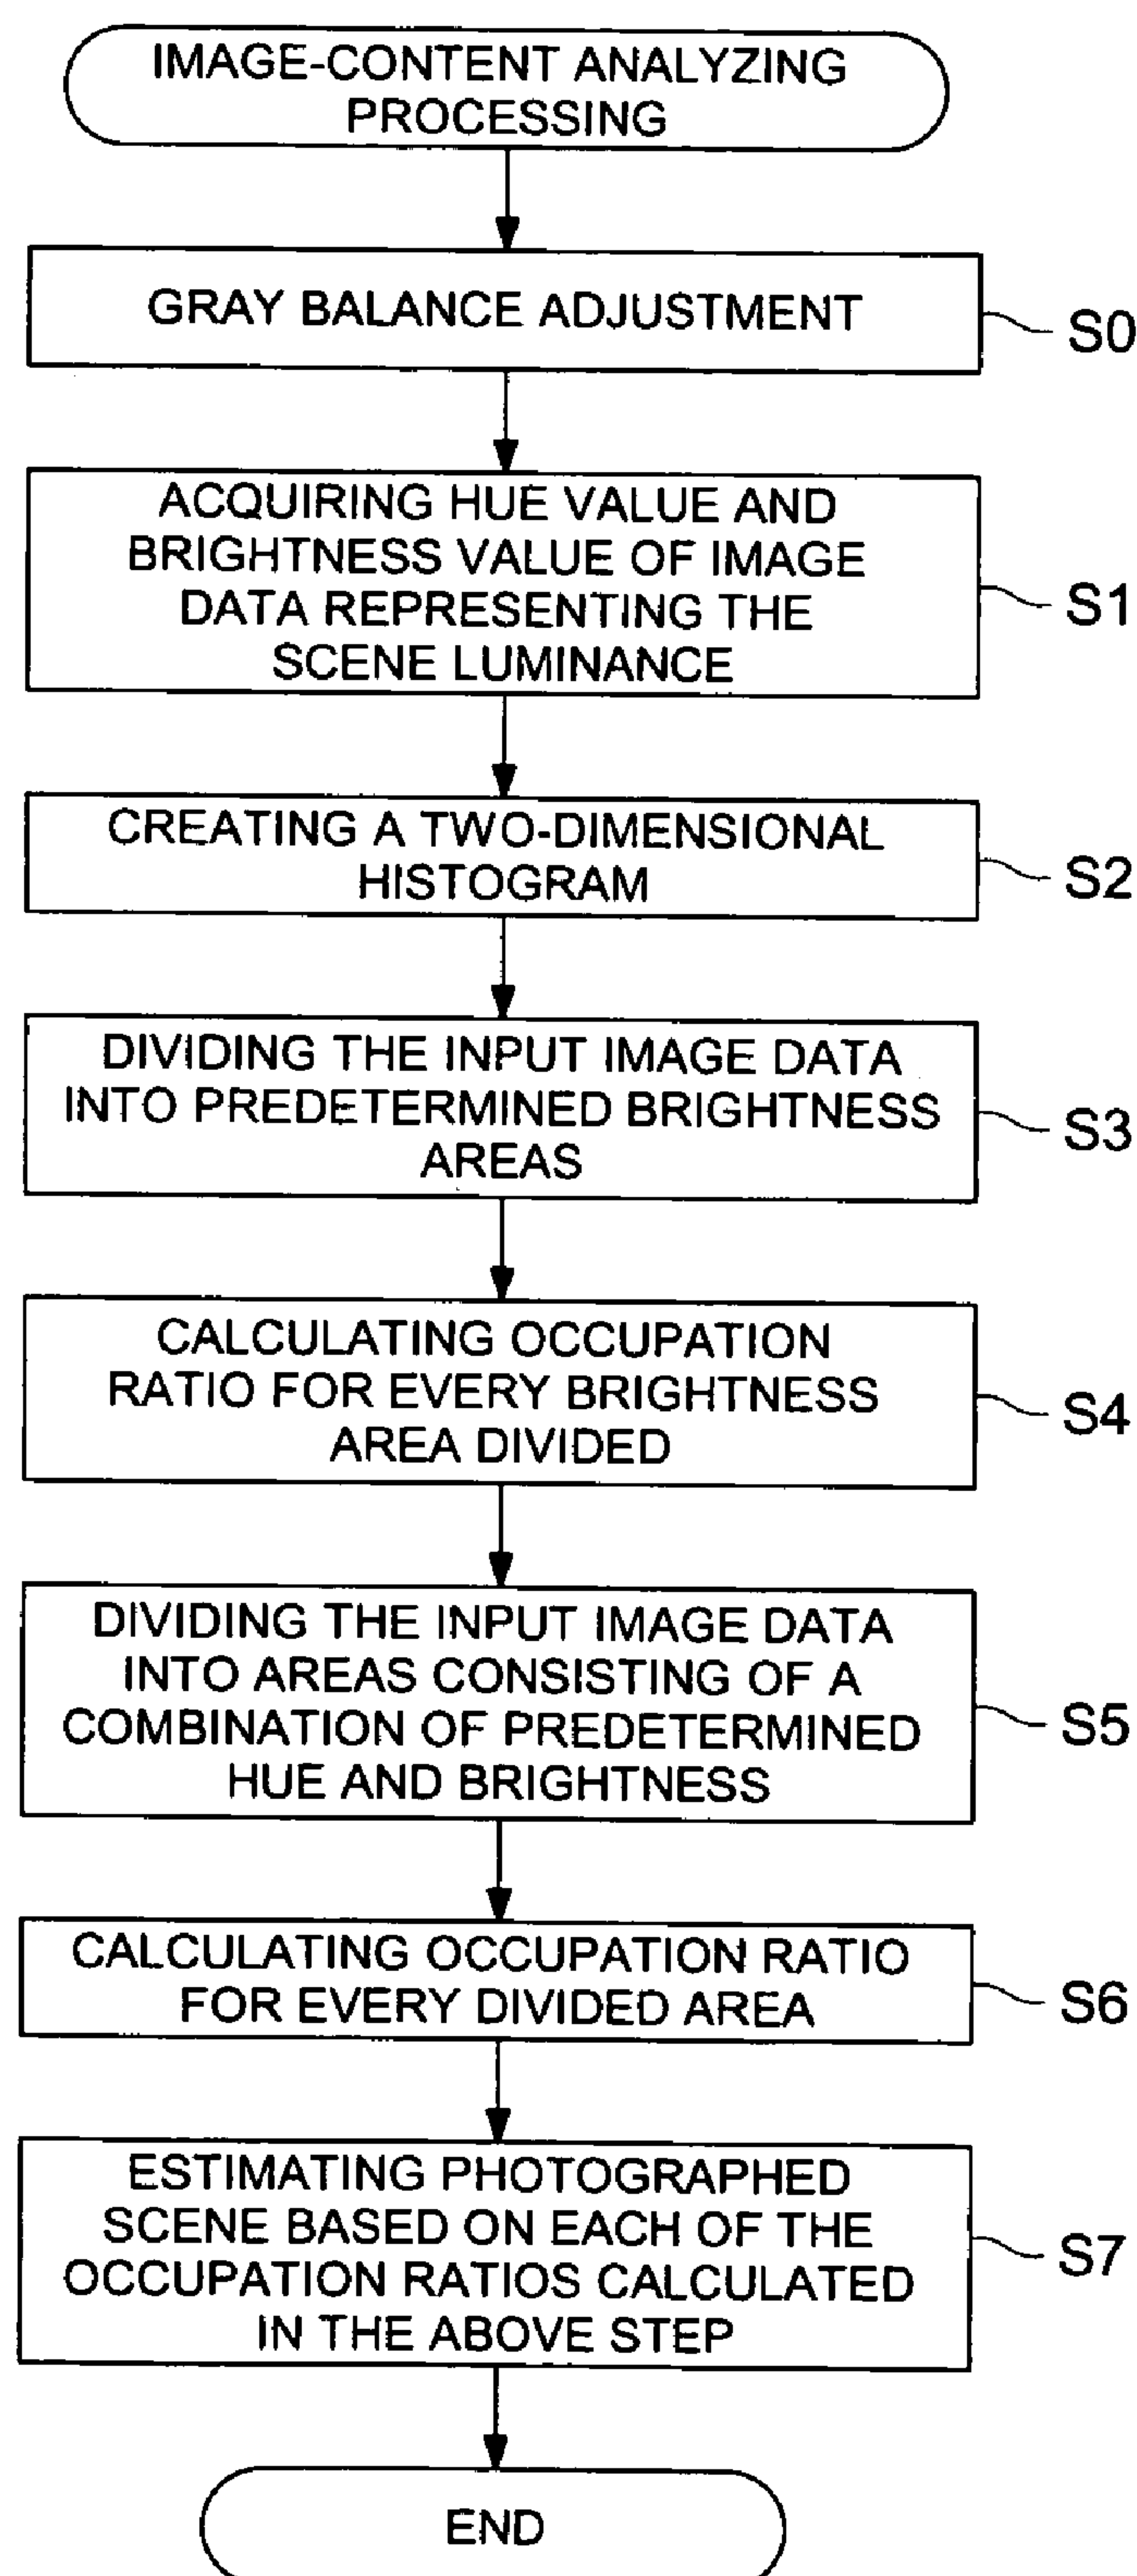 IMAGE-CONTENT ANALYZING
PROCESSING
GRAY BALANCE ADJUSTMENT
S0
ACQUIRING HUE VALUE AND
BRIGHTNESS VALUE OF IMAGE
DATA REPRESENTING THE
SCENE LUMINANCE
S1
CREATING A TWO-DIMENSIONAL
HISTOGRAM
S2
DIVIDING THE INPUT IMAGE DATA
INTO PREDETERMINED BRIGHTNESS
AREAS
S3
CALCULATING OCCUPATION
RATIO FOR EVERY BRIGHTNESS
AREA DIVIDED
S4
DIVIDING THE INPUT IMAGE DATA
INTO AREAS CONSISTING OF A
COMBINATION OF PREDETERMINED
HUE AND BRIGHTNESS
S5
CALCULATING OCCUPATION RATIO
FOR EVERY DIVIDED AREA
S6
ESTIMATING PHOTOGRAPHED
SCENE BASED ON EACH OF THE
OCCUPATION RATIOS CALCULATED
IN THE ABOVE STEP
S7
END